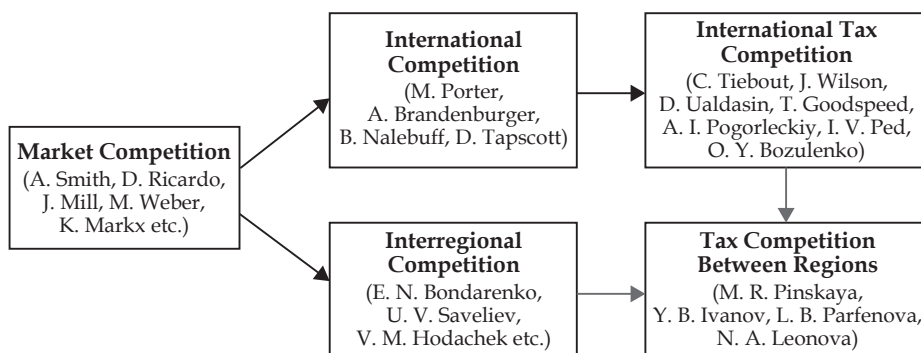 Market Competition
(A. Smith, D. Ricardo,
J. Mill, M. Weber,
K. Markx etc.)
International
Competition
(M. Porter,
A. Brandenburger,
B. Nalebuff, D. Tapscott)
International Tax
Competition
(C. Tiebout, J. Wilson,
D. Ualdasin, T. Goodspeed,
A. I. Pogorleckiy, I. V. Ped,
O. Y. Bozulenko)
Interregional
Competition
(E. N. Bondarenko,
U. V. Saveliev,
V. M. Hodachek etc.)
Tax Competition
Between Regions
(M. R. Pinskaya,
Y. B. Ivanov, L. B. Parfenova,
N. A. Leonova)